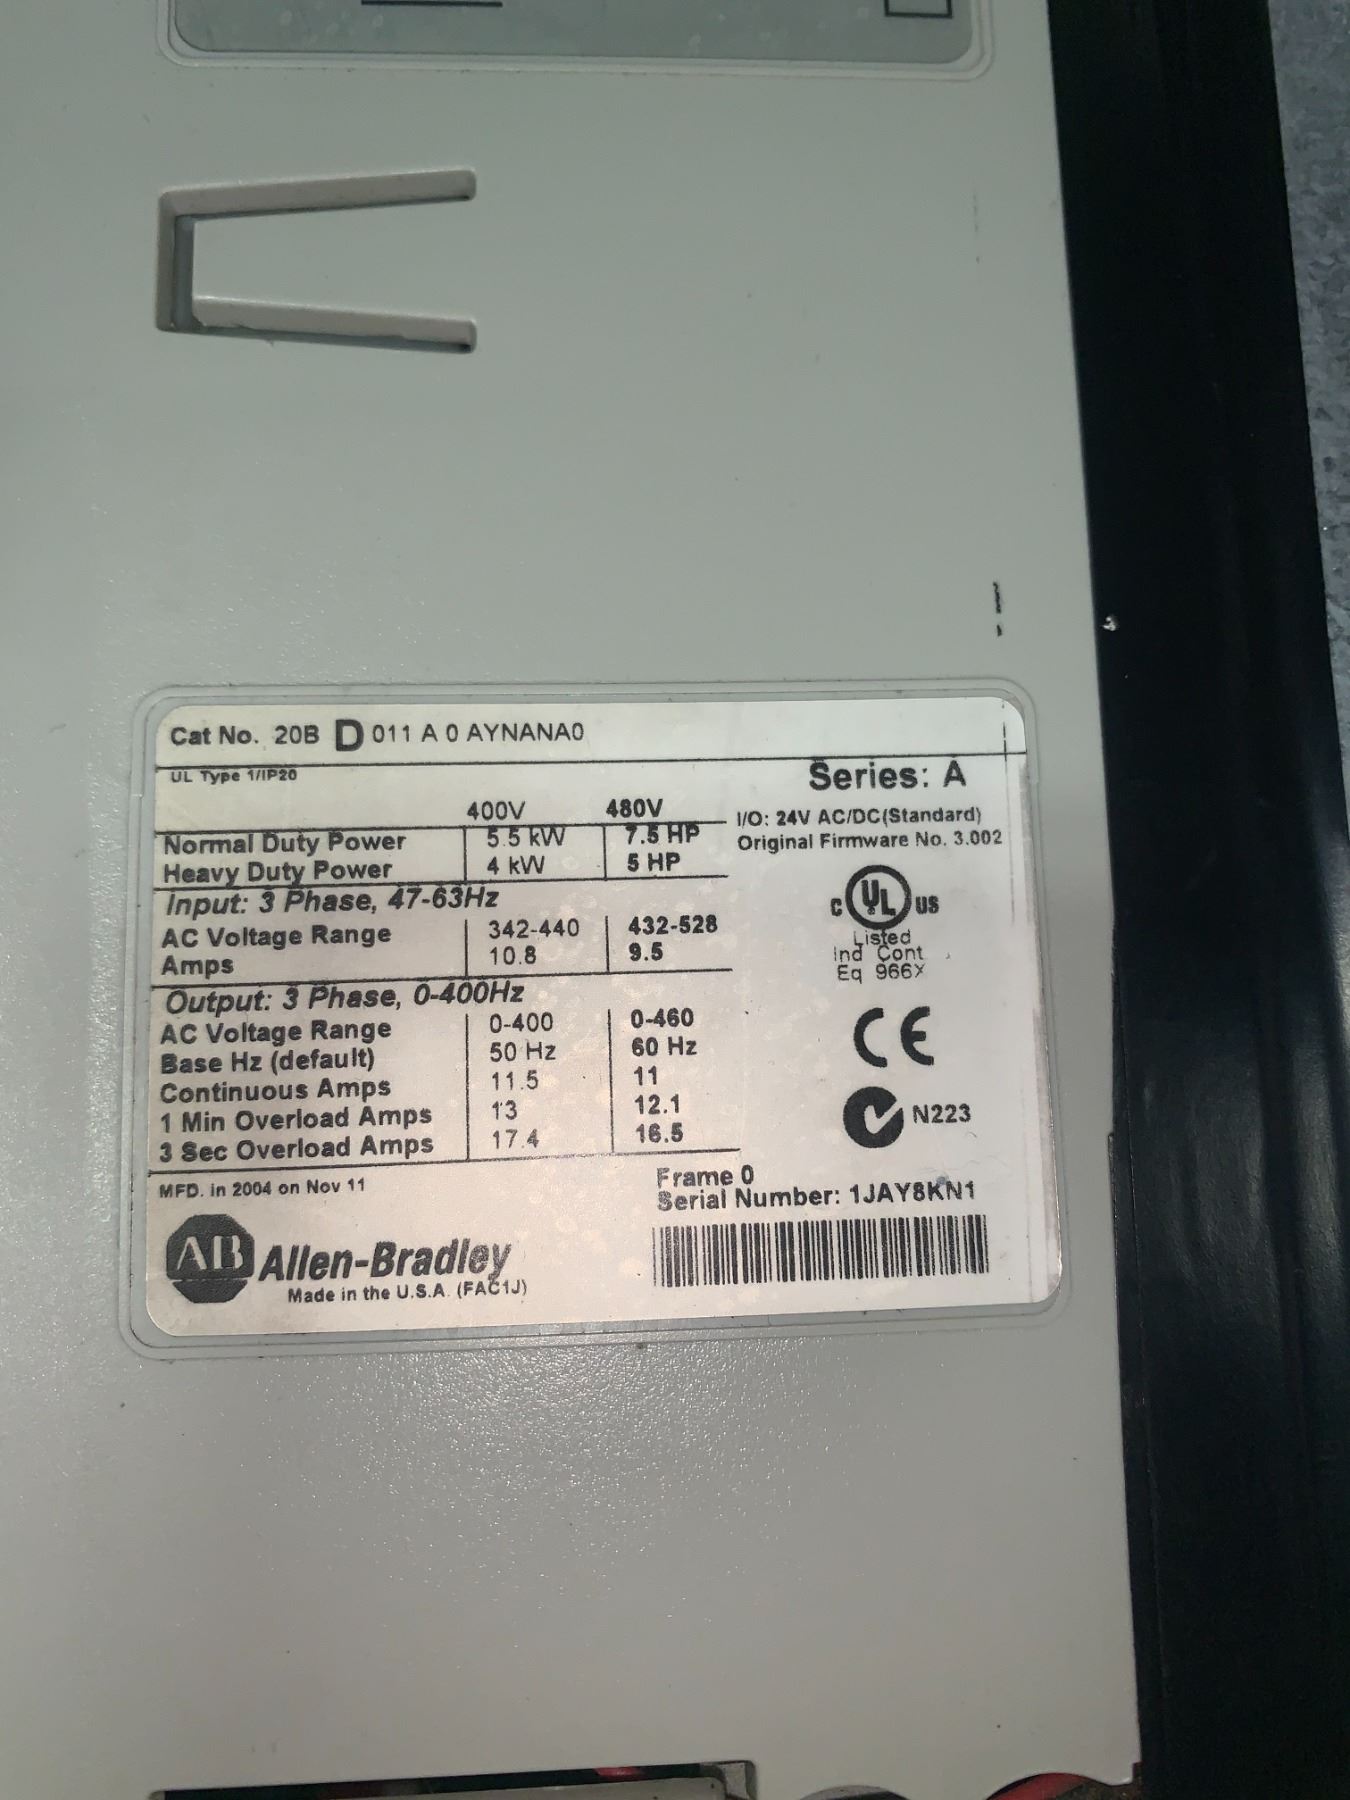 Cat No. 20B D 011 A 0 AYNANA0
UL Type 1/IP20
Series: A
400V 480V
I/O: 24V AC/DC(Standard)
Normal Duty Power 5.5 kW 7.5 HP
Original Firmware No. 3.002
Heavy Duty Power 4 kW 5 HP
Input: 3 Phase, 47-63Hz
C UL US
AC Voltage Range 342-440 432-528
Listed
Amps 10.8 9.5
Ind Cont
Eq 966X
Output: 3 Phase, 0-400Hz
AC Voltage Range 0-400 0-460
CE
Base Hz (default) 50 Hz 60 Hz
Continuous Amps 11.5 11
1 Min Overload Amps 13 12.1
N223
3 Sec Overload Amps 17.4 16.5
MFD. in 2004 on Nov 11
Frame 0
Serial Number: 1JAY8KN1
AB Allen-Bradley
Made in the U.S.A. (FAC1J)